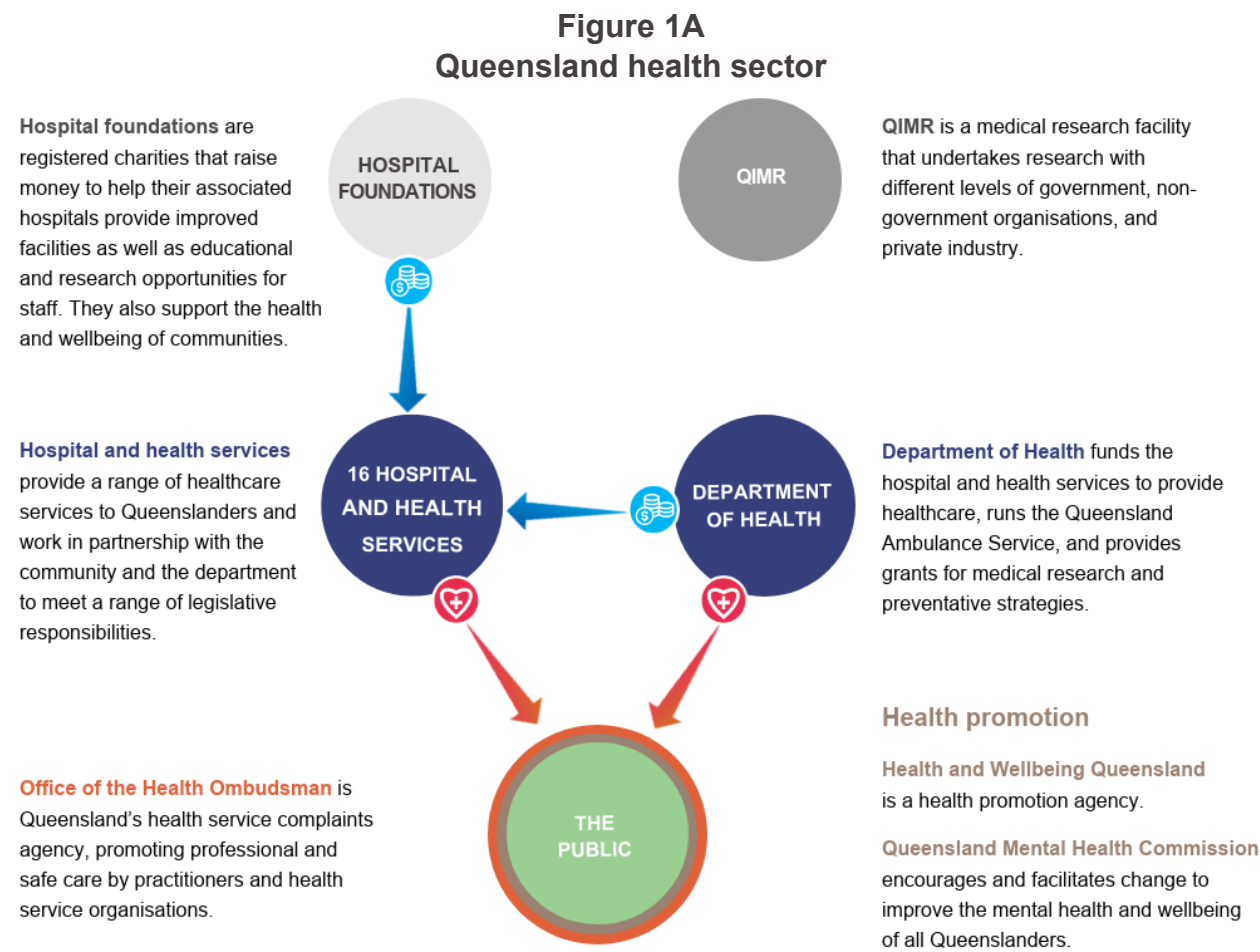 Figure 1A
Queensland health sector
Hospital foundations are
registered charities that raise
money to help their associated
hospitals provide improved
facilities as well as educational
and research opportunities for
staff. They also support the health
and wellbeing of communities.
HOSPITAL
FOUNDATIONS
QIMR
QIMR is a medical research facility
that undertakes research with
different levels of government, non-
government organisations, and
private industry.
Hospital and health services
provide a range of healthcare
services to Queenslanders and
work in partnership with the
community and the department
to meet a range of legislative
responsibilities.
16 HOSPITAL
AND HEALTH
SERVICES
DEPARTMENT
OF HEALTH
Department of Health funds the
hospital and health services to provide
healthcare, runs the Queensland
Ambulance Service, and provides
grants for medical research and
preventative strategies.
Office of the Health Ombudsman is
Queensland’s health service complaints
agency, promoting professional and
safe care by practitioners and health
service organisations.
THE
PUBLIC
Health promotion
Health and Wellbeing Queensland
is a health promotion agency.
Queensland Mental Health Commission
encourages and facilitates change to
improve the mental health and wellbeing
of all Queenslanders.